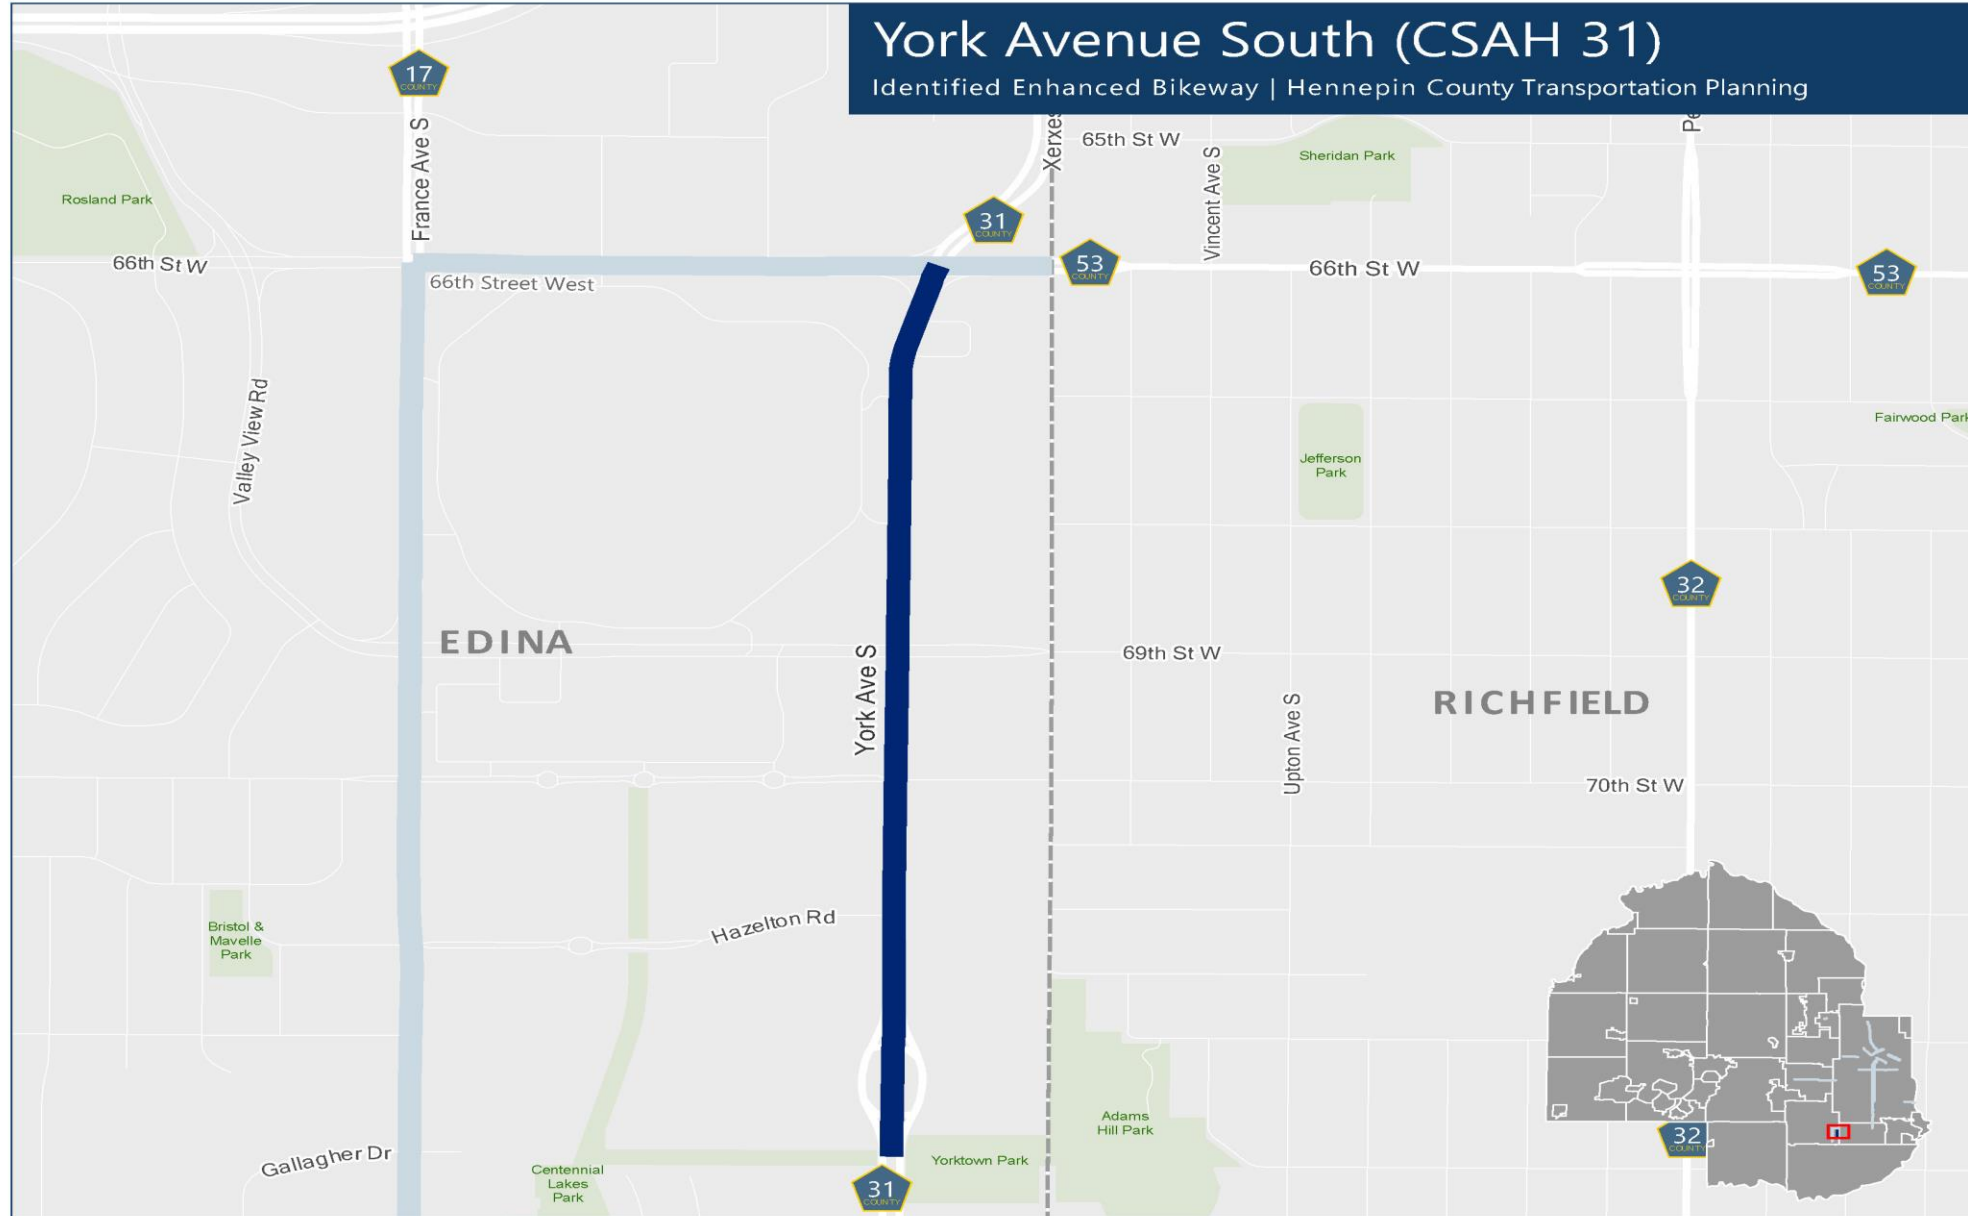 York Avenue South (CSAH 31)
Identified Enhanced Bikeway | Hennepin County Transportation Planning
17
COUNTY
France Ave S
Xerxes
65th St W
Vincent Ave S
Sheridan Park
Pe
Rosland Park
31
COUNTY
66th St W
66th Street West
53
COUNTY
66th St W
53
COUNTY
Valley View Rd
Jefferson
Park
Fairwood Park
32
COUNTY
EDINA
York Ave S
69th St W
RICHFIELD
Upton Ave S
70th St W
Bristol &
Mavelle
Park
Hazelton Rd
Adams
Hill Park
32
COUNTY
Gallagher Dr
Centennial
Lakes
Park
Yorktown Park
31
COUNTY